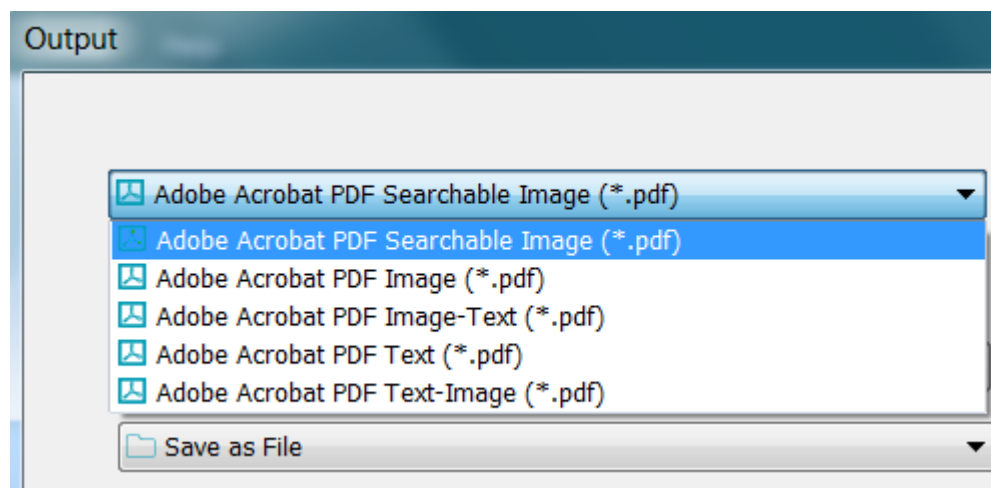 Output
Adobe Acrobat PDF Searchable Image (*.pdf)
Adobe Acrobat PDF Searchable Image (*.pdf)
Adobe Acrobat PDF Image (*.pdf)
Adobe Acrobat PDF Image-Text (*.pdf)
Adobe Acrobat PDF Text (*.pdf)
Adobe Acrobat PDF Text-Image (*.pdf)
Save as File